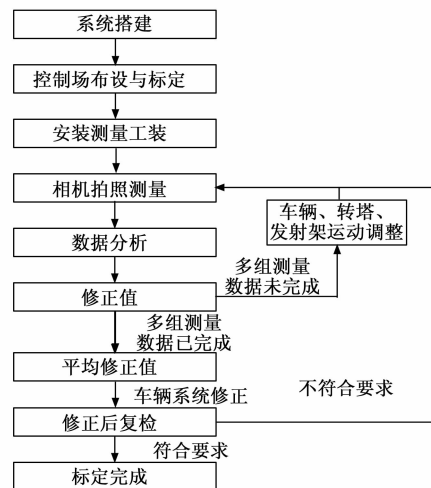 系统搭建
控制场布设与标定
安装测量工装
相机拍照测量
车辆、转塔、
发射架运动调整
数据分析
多组测量
数据未完成
修正值
多组测量
数据已完成
平均修正值
车辆系统修正
不符合要求
修正后复检
符合要求
标定完成